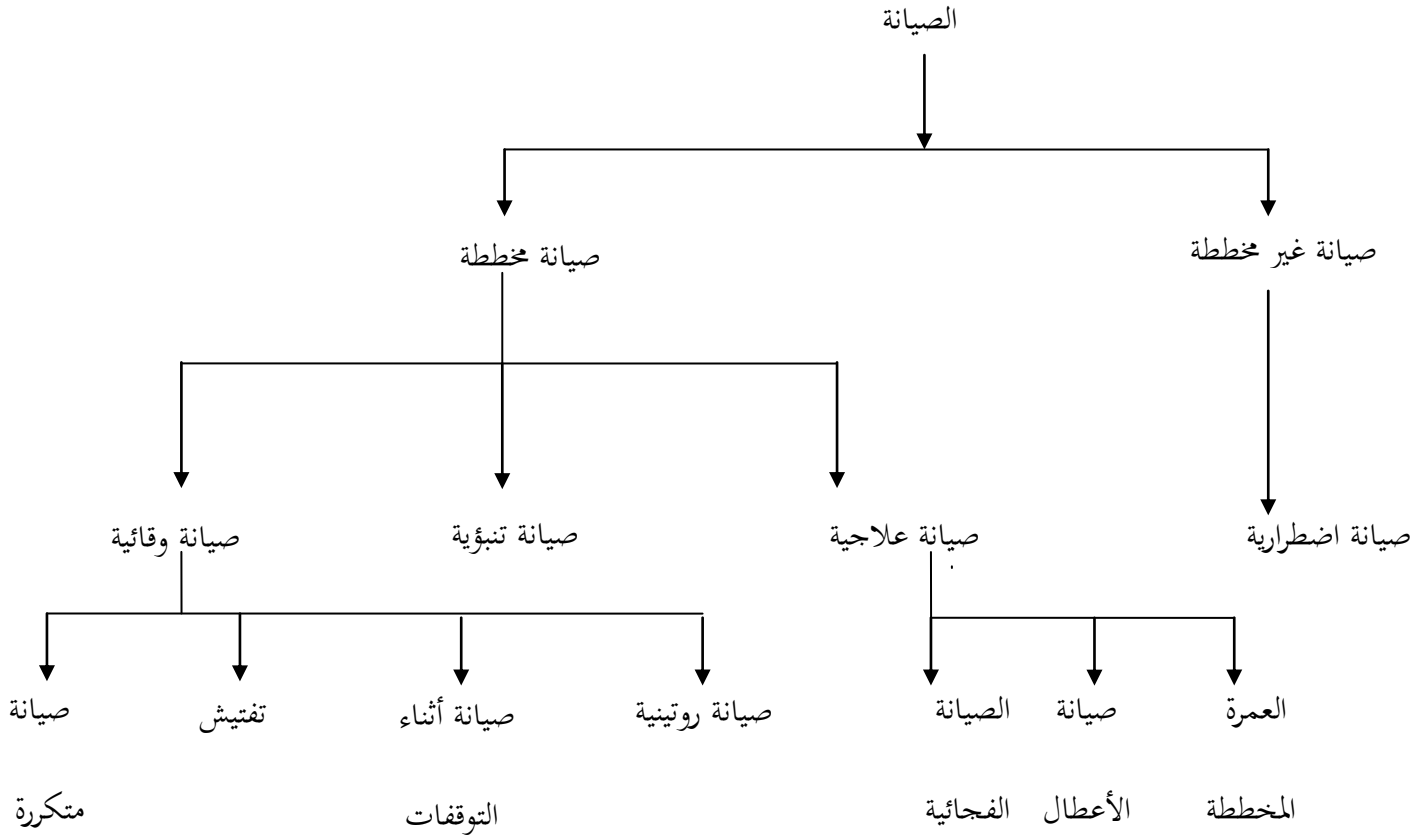 الصيانة
صيانة غير مخططة
صيانة مخططة
صيانة اضطرارية
صيانة علاجية
صيانة تنبؤية
صيانة وقائية
العمرة
المخططة
صيانة
الأعطال
الصيانة
الفجائية
صيانة روتينية
صيانة أثناء
التوقفات
تفتيش
صيانة
متكررة